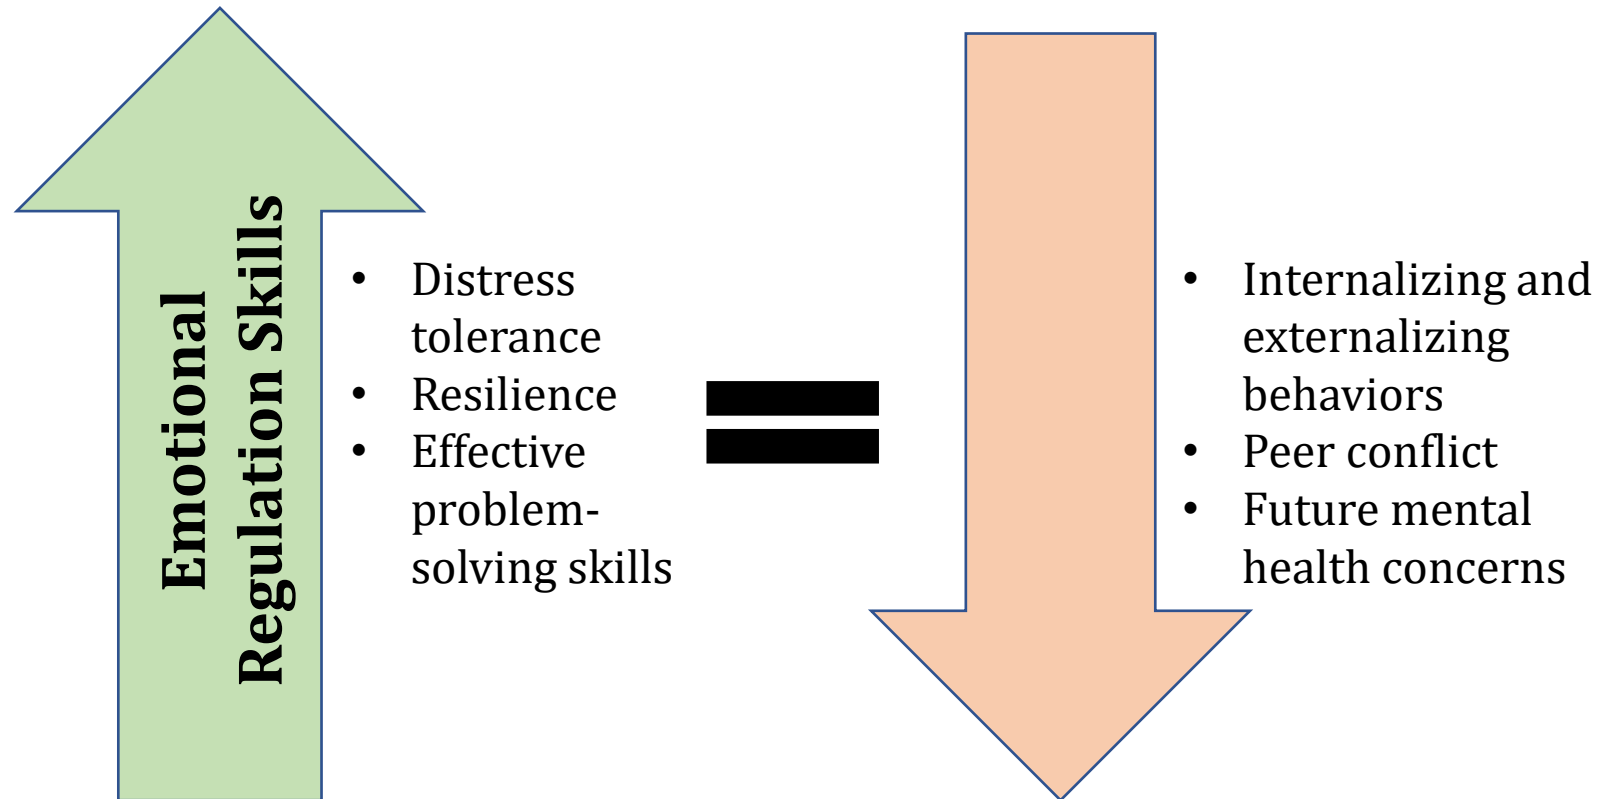 Emotional
Regulation Skills
• Distress
tolerance
• Resilience
• Effective
problem-
solving skills
• Internalizing and
externalizing
behaviors
• Peer conflict
• Future mental
health concerns